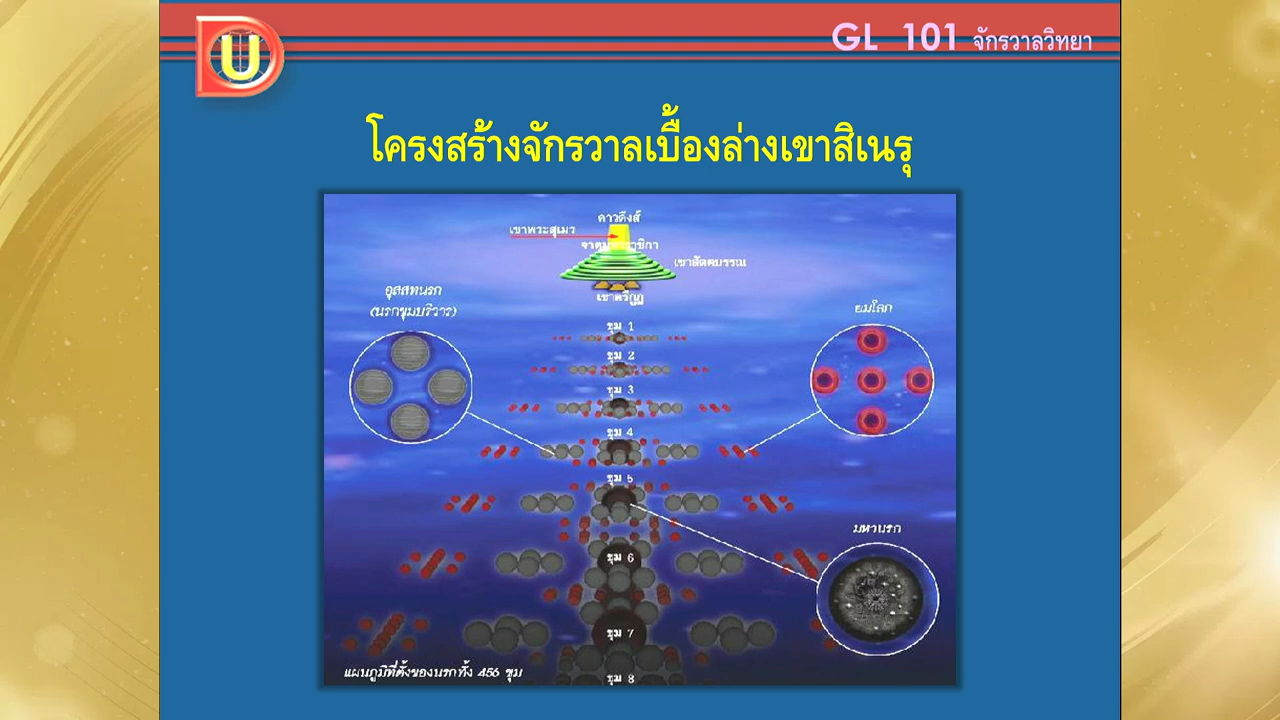 U
GL 101 จักรวาลวิทยา
โครงสร้างจักรวาลเบื้องล่างเขาสิเนรุ
ดาวดึงส์
เขาพระสุเมรุ
เขาสัตตบรรณ
เขาตรีกูฏ
อุสสทนรก
(นรกขุมบริวาร)
ยมโลก
ขุม 1
ขุม 2
ขุม 3
ขุม 4
ขุม 5
มหานรก
ขุม 6
ขุม 7
แผนภูมิที่ตั้งของนรกทั้ง 456 ขุม
ขุม 8